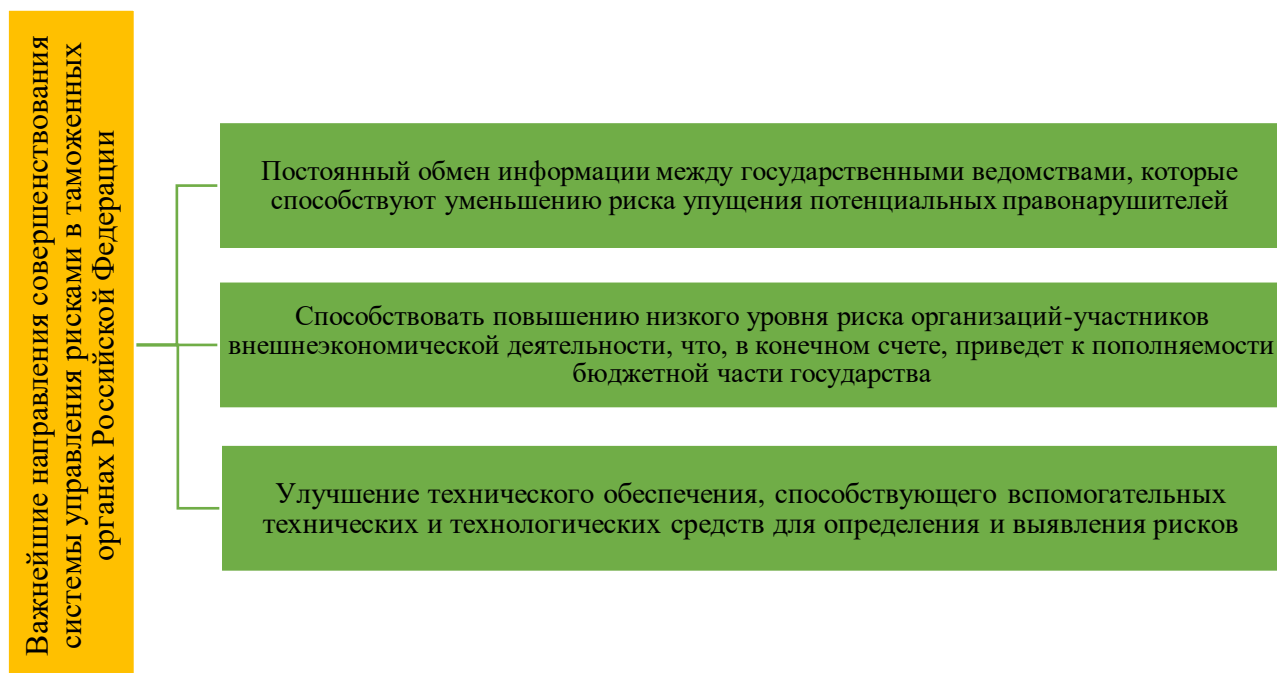 Важнейшие направления совершенствования
системы управления рисками в таможенных
органах Российской Федерации
Постоянный обмен информации между государственными ведомствами, которые
способствуют уменьшению риска упущения потенциальных правонарушителей
Способствовать повышению низкого уровня риска организаций-участников
внешнеэкономической деятельности, что, в конечном счете, приведет к пополняемости
бюджетной части государства
Улучшение технического обеспечения, способствующего вспомогательных
технических и технологических средств для определения и выявления рисков